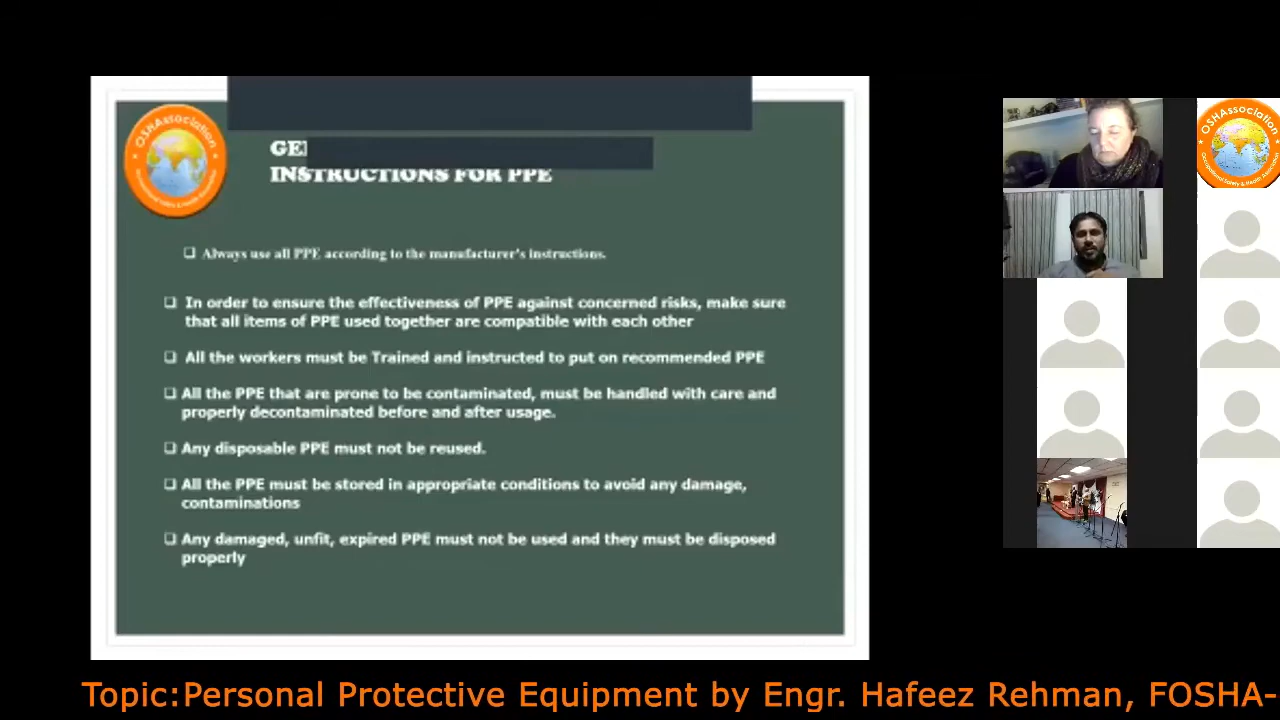 OSHAssociation
GE
INSTRUCTIONS FOR PPE
Always use all PPE according to the manufacturer's instructions.
In order to ensure the effectiveness of PPE against concerned risks, make sure
that all items of PPE used together are compatible with each other
All the workers must be Trained and instructed to put on recommended PPE
All the PPE that are prone to be contaminated, must be handled with care and
properly decontaminated before and after usage.
Any disposable PPE must not be reused.
All the PPE must be stored in appropriate conditions to avoid any damage,
contaminations
Any damaged, unfit, expired PPE must not be used and they must be disposed
properly
OSHAssociation
Occupational Safety & Health Association
Topic:Personal Protective Equipment by Engr. Hafeez Rehman, FOSHA-